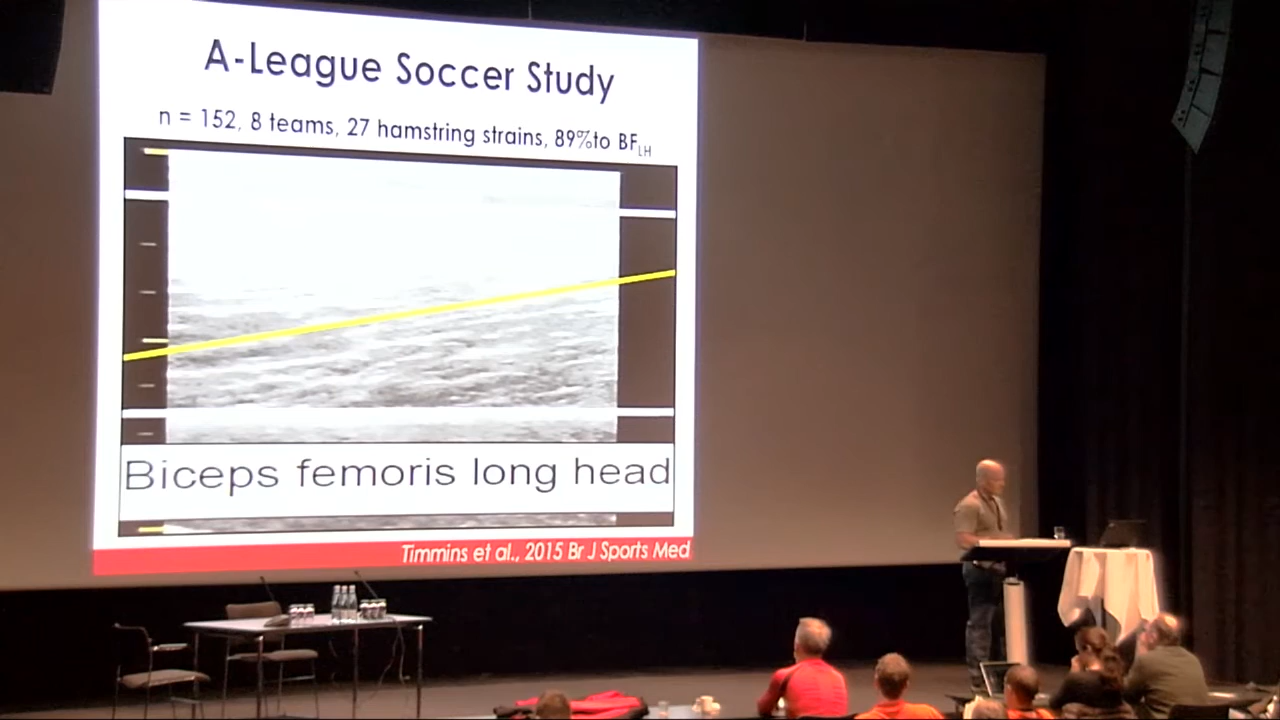 A-League Soccer Study
n = 152, 8 teams, 27 hamstring strains, 89%to BFLH
Biceps femoris long head
Timmins et al., 2015 Br J Sports Med